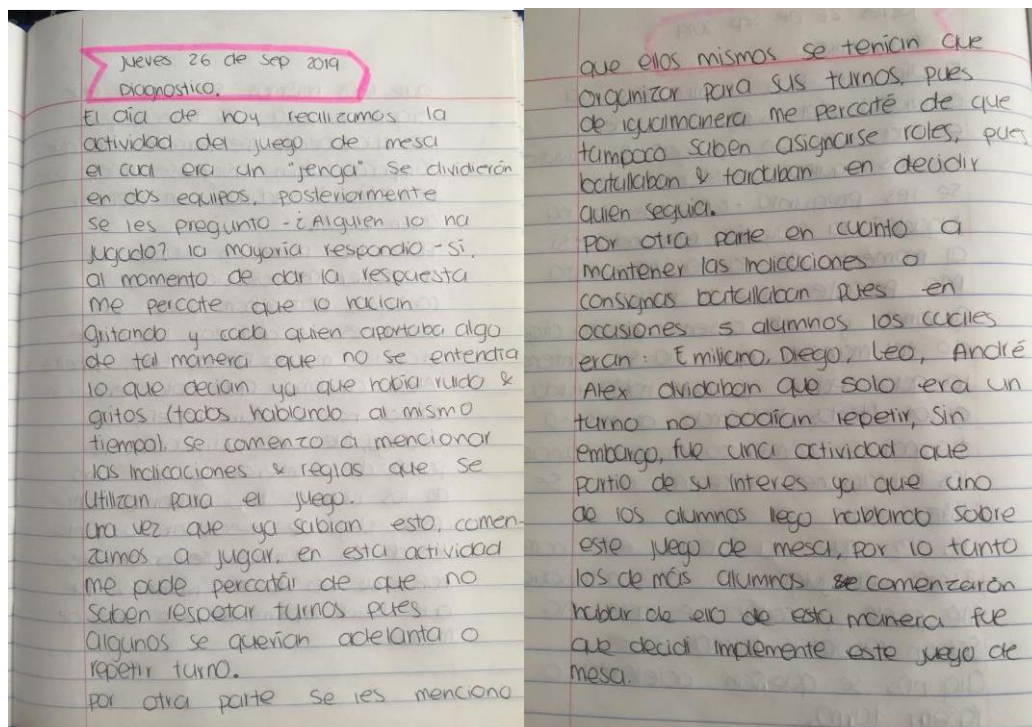 Jueves 26 de Sep 2019
Diagnostico.
El día de hoy realizamos la
actividad del juego de mesa
el cual era un "jenga" se dividierón
en dos equipos, posteriormente
se les pregunto - ¿Alguien lo ha
jugado? la mayoría respondio - si,
al momento de dar la respuesta
me percate que lo hacian
gritando y cada quien aportaba algo
de tal manera que no se entendia
lo que decian ya que había ruido &
gritos (todos hablando al mismo
tiempo), se comenzo a mencionar
las indicaciones & reglas que se
utilizan para el juego.
una vez que ya sabian esto, comen-
zamos a jugar, en esta actividad
me pude percatar de que no
saben respetar turnos pues
algunos se querian adelanta o
repetir turno.
por otra parte se les menciono
que ellos mismos se tenian que
organizar para sus turnos, pues
de igualmanera me percaté de que
tampoco saben asignarse roles, pues
batallaban & tardaban en decidir
quien seguia.
por otra parte en cuanto a
mantener las indicaciones o
consignas batallaban pues en
occisiones 5 alumnos los cuales
eran: Emiliano, Diego, Leo, André
Alex olvidaban que solo era un
turno no podian repetir, sin
embargo, fue una actividad que
partio de su interes ya que uno
de los alumnos llego hablando sobre
este juego de mesa, por lo tanto
los de más alumnos se comenzarón
habar de ello de esta manera fue
que decidi implemente este juego de
mesa.